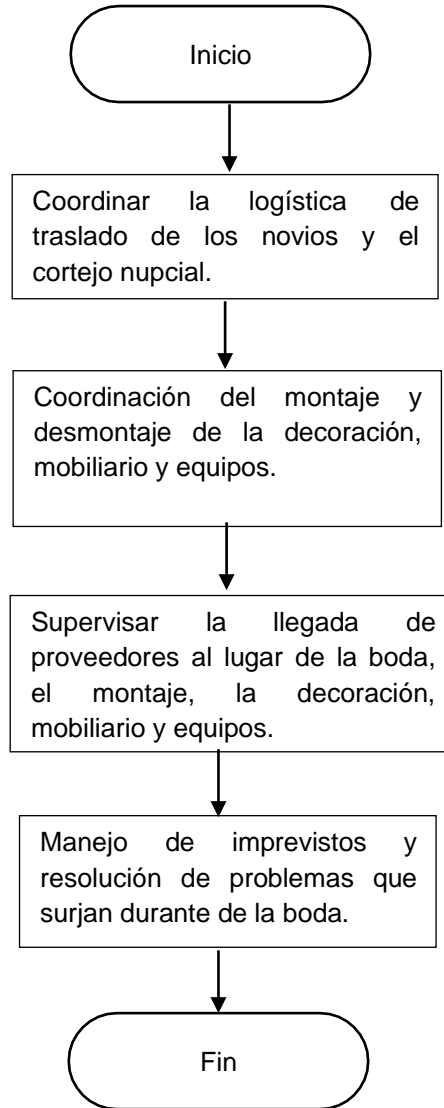 Inicio
Coordinar la logística de
traslado de los novios y el
cortejo nupcial.
Coordinación del montaje y
desmontaje de la decoración,
mobiliario y equipos.
Supervisar la llegada de
proveedores al lugar de la boda,
el montaje, la decoración,
mobiliario y equipos.
Manejo de imprevistos y
resolución de problemas que
surjan durante de la boda.
Fin